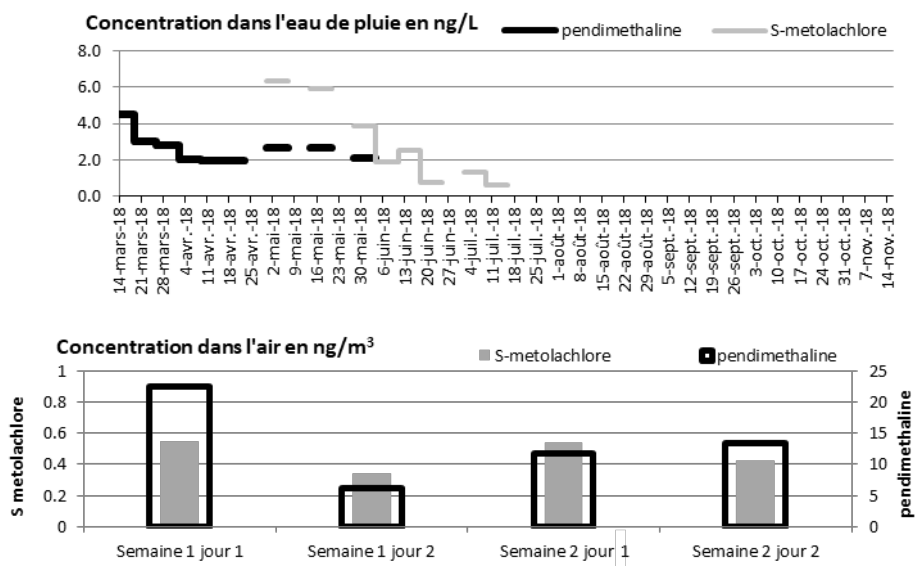 Concentration dans l'eau de pluie en ng/L
pendimethaline
S-metolachlore
8.0
6.0
4.0
2.0
0.0
14-mars-18
21-mars-18
28-mars-18
4-avr.-18
11-avr.-18
18-avr.-18
25-avr.-18
2-mai-18
9-mai-18
16-mai-18
23-mai-18
30-mai-18
6-juin-18
13-juin-18
20-juin-18
27-juin-18
4-juil.-18
11-juil.-18
18-juil.-18
25-juil.-18
1-août-18
8-août-18
15-août-18
22-août-18
29-août-18
5-sept.-18
12-sept.-18
19-sept.-18
26-sept.-18
3-oct.-18
10-oct.-18
17-oct.-18
24-oct.-18
31-oct.-18
7-nov.-18
14-nov.-18
Concentration dans l'air en ng/m³
S-metolachlore
pendimethaline
S metolachlore
1
0.8
0.6
0.4
0.2
0
25
20
15
10
5
0
pendimethaline
Semaine 1 jour 1
Semaine 1 jour 2
Semaine 2 jour 1
Semaine 2 jour 2